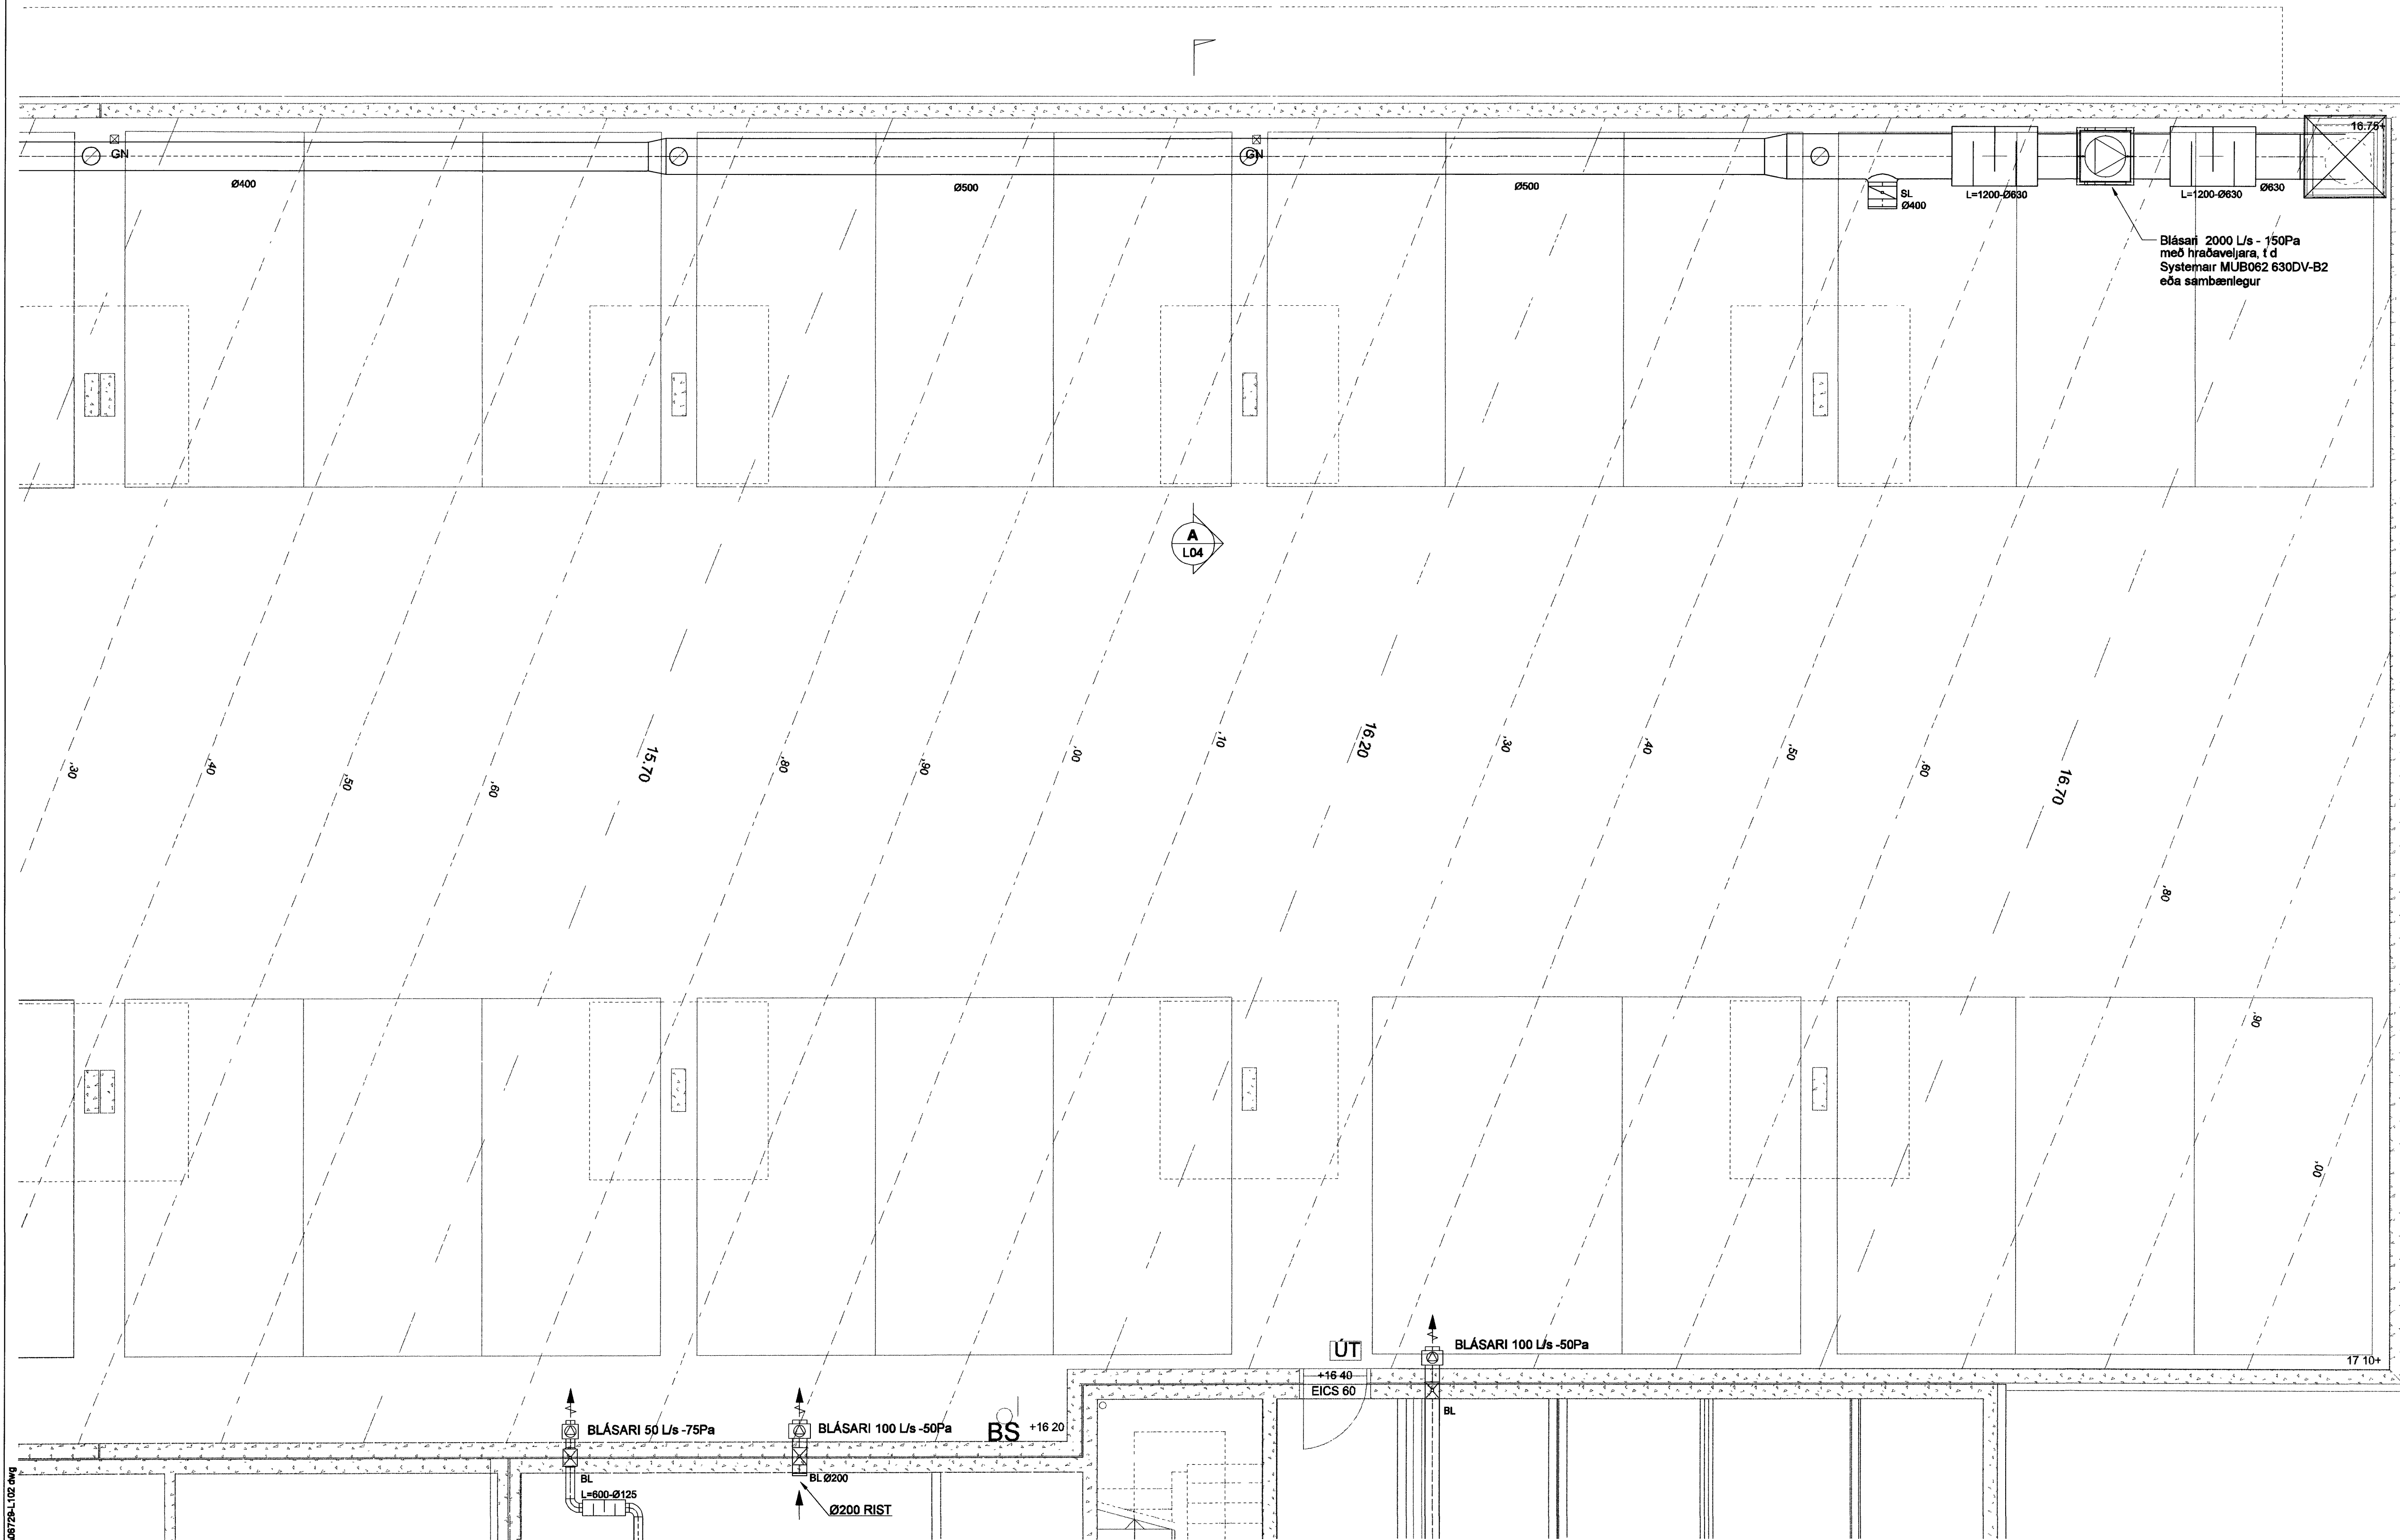 16.75+
GN
GN
Ø400
Ø500
Ø500
SL
Ø400
L=1200-Ø630
L=1200-Ø630
Ø630
Blásari 2000 L/s - 150Pa
með hraðaveljara, t d
Systemair MUB062 630DV-B2
eða sambænlegur
A
L04
,30
,40
,50
,60
15.70
,80
,90
,00
,10
16.20
,30
,40
,50
,60
16.70
,80
,90
,00
ÚT
BLÁSARI 100 L/s -50Pa
+16 40
EICS 60
BL
17 10+
BLÁSARI 50 L/s -75Pa
BLÁSARI 100 L/s -50Pa
BS
+16 20
BL
L=600-Ø125
BL Ø200
Ø200 RIST
06729-L102 dwg